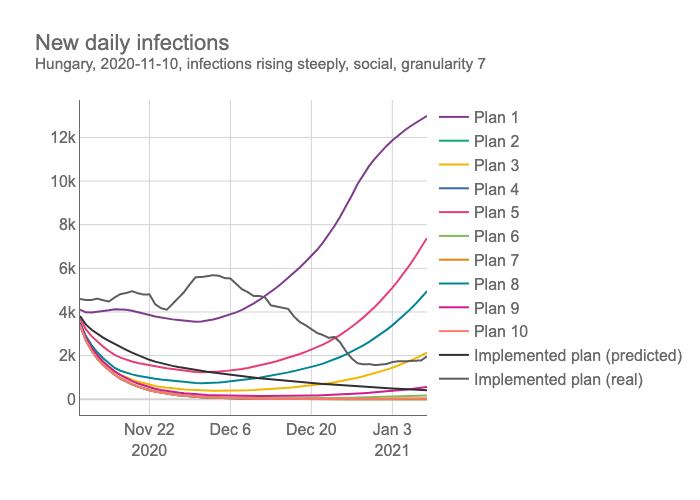 New daily infections
Hungary, 2020-11-10, infections rising steeply, social, granularity 7
12k
10k
8k
6k
4k
2k
0
Nov 22
2020
Dec 6
Dec 20
Jan 3
2021
Plan 1
Plan 2
Plan 3
Plan 4
Plan 5
Plan 6
Plan 7
Plan 8
Plan 9
Plan 10
Implemented plan (predicted)
Implemented plan (real)